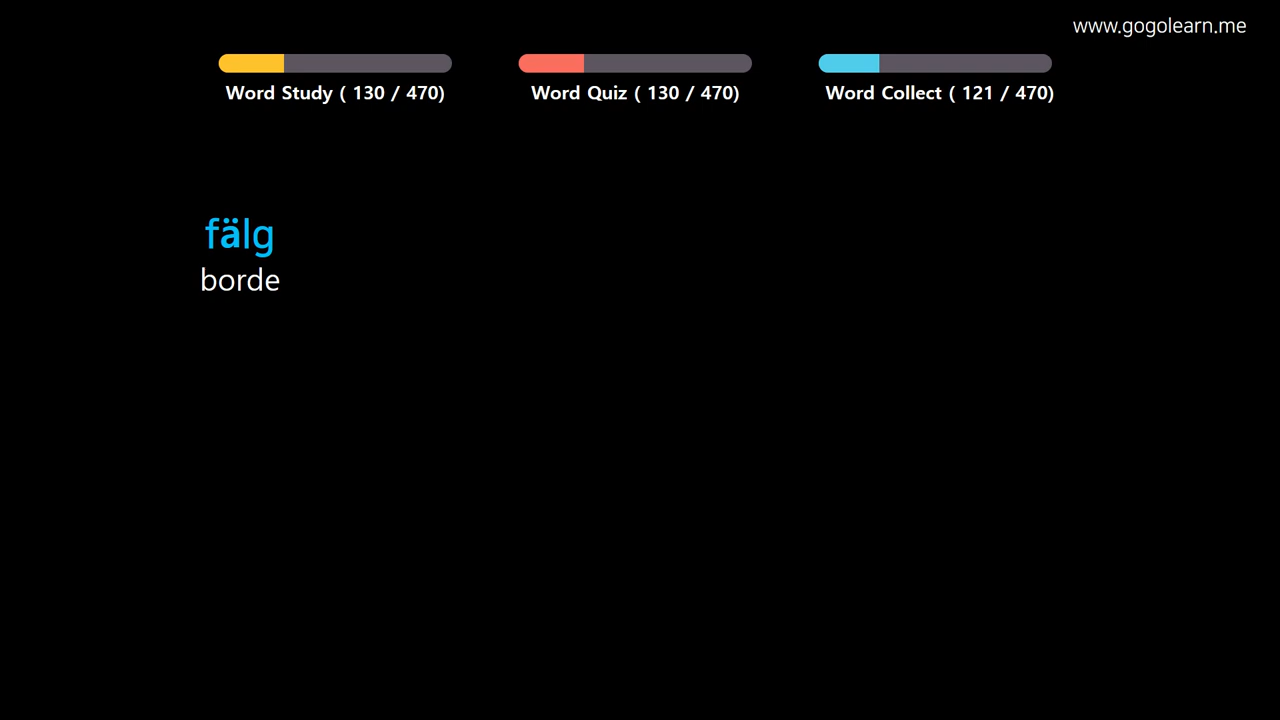 www.gogolearn.me
Word Study ( 130 / 470)
Word Quiz ( 130 / 470)
Word Collect ( 121 / 470)
fälg
borde